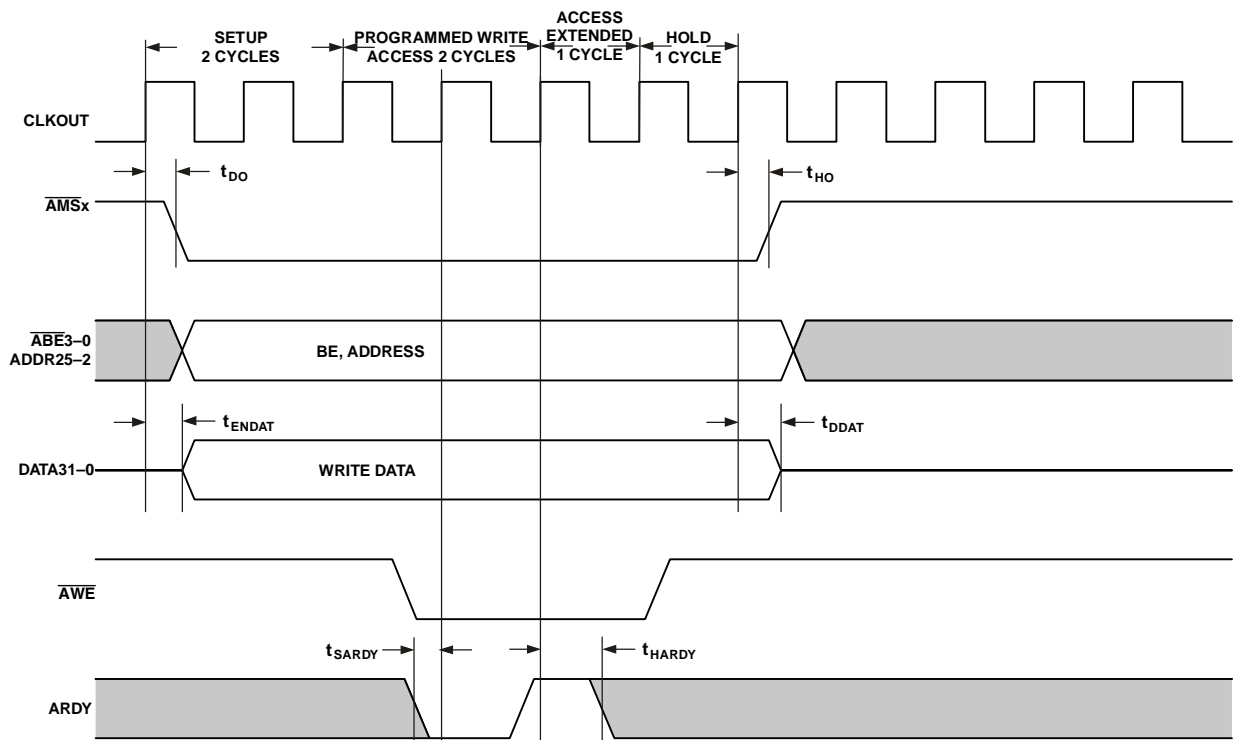 SETUP
2 CYCLES
PROGRAMMED WRITE
ACCESS 2 CYCLES
ACCESS
EXTENDED
1 CYCLE
HOLD
1 CYCLE
CLKOUT
tDO
tHO
AMSx
ABE3–0
ADDR25–2
BE, ADDRESS
tENDAT
tDDAT
DATA31–0
WRITE DATA
AWE
tSARDY
tHARDY
ARDY